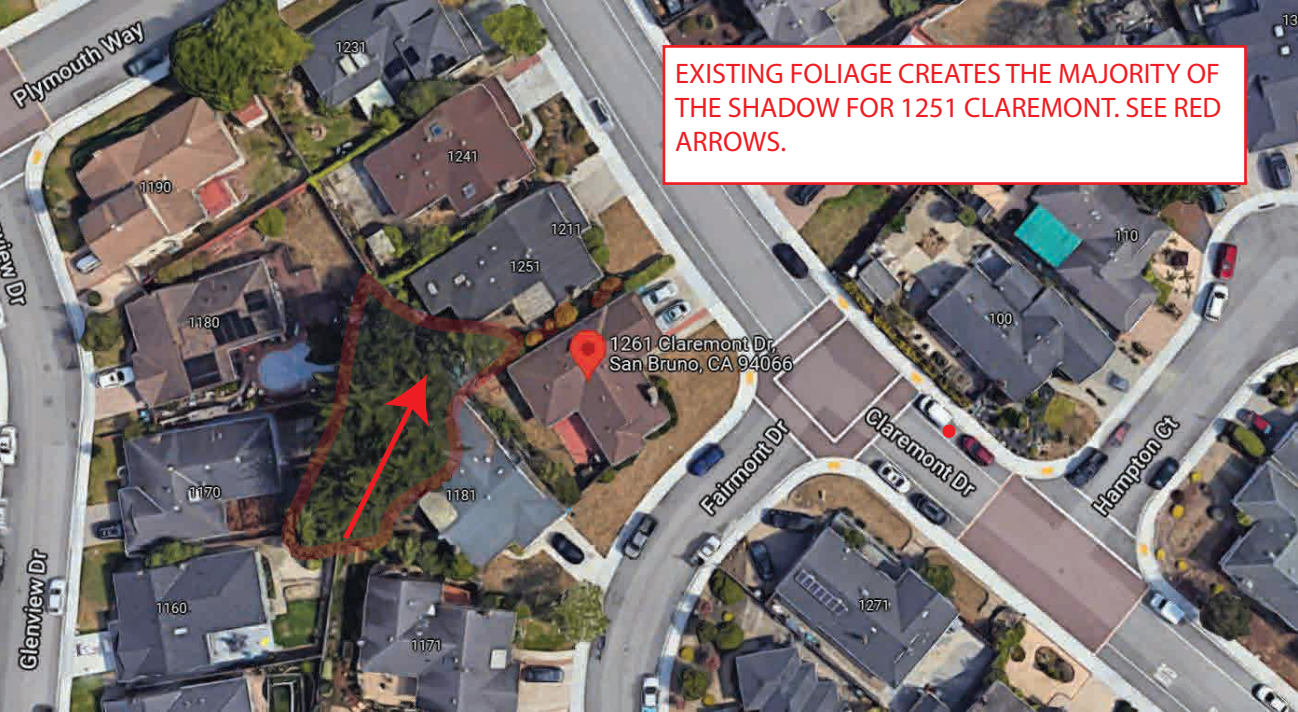 EXISTING FOLIAGE CREATES THE MAJORITY OF
THE SHADOW FOR 1251 CLAREMONT. SEE RED
ARROWS.
Plymouth Way
1231
1241
1190
1211
1251
110
1180
100
1261 Claremont Dr,
San Bruno, CA 94066
Claremont Dr
Fairmont Dr
Hampton Ct
1170
1181
Glenview Dr
1160
1171
1271